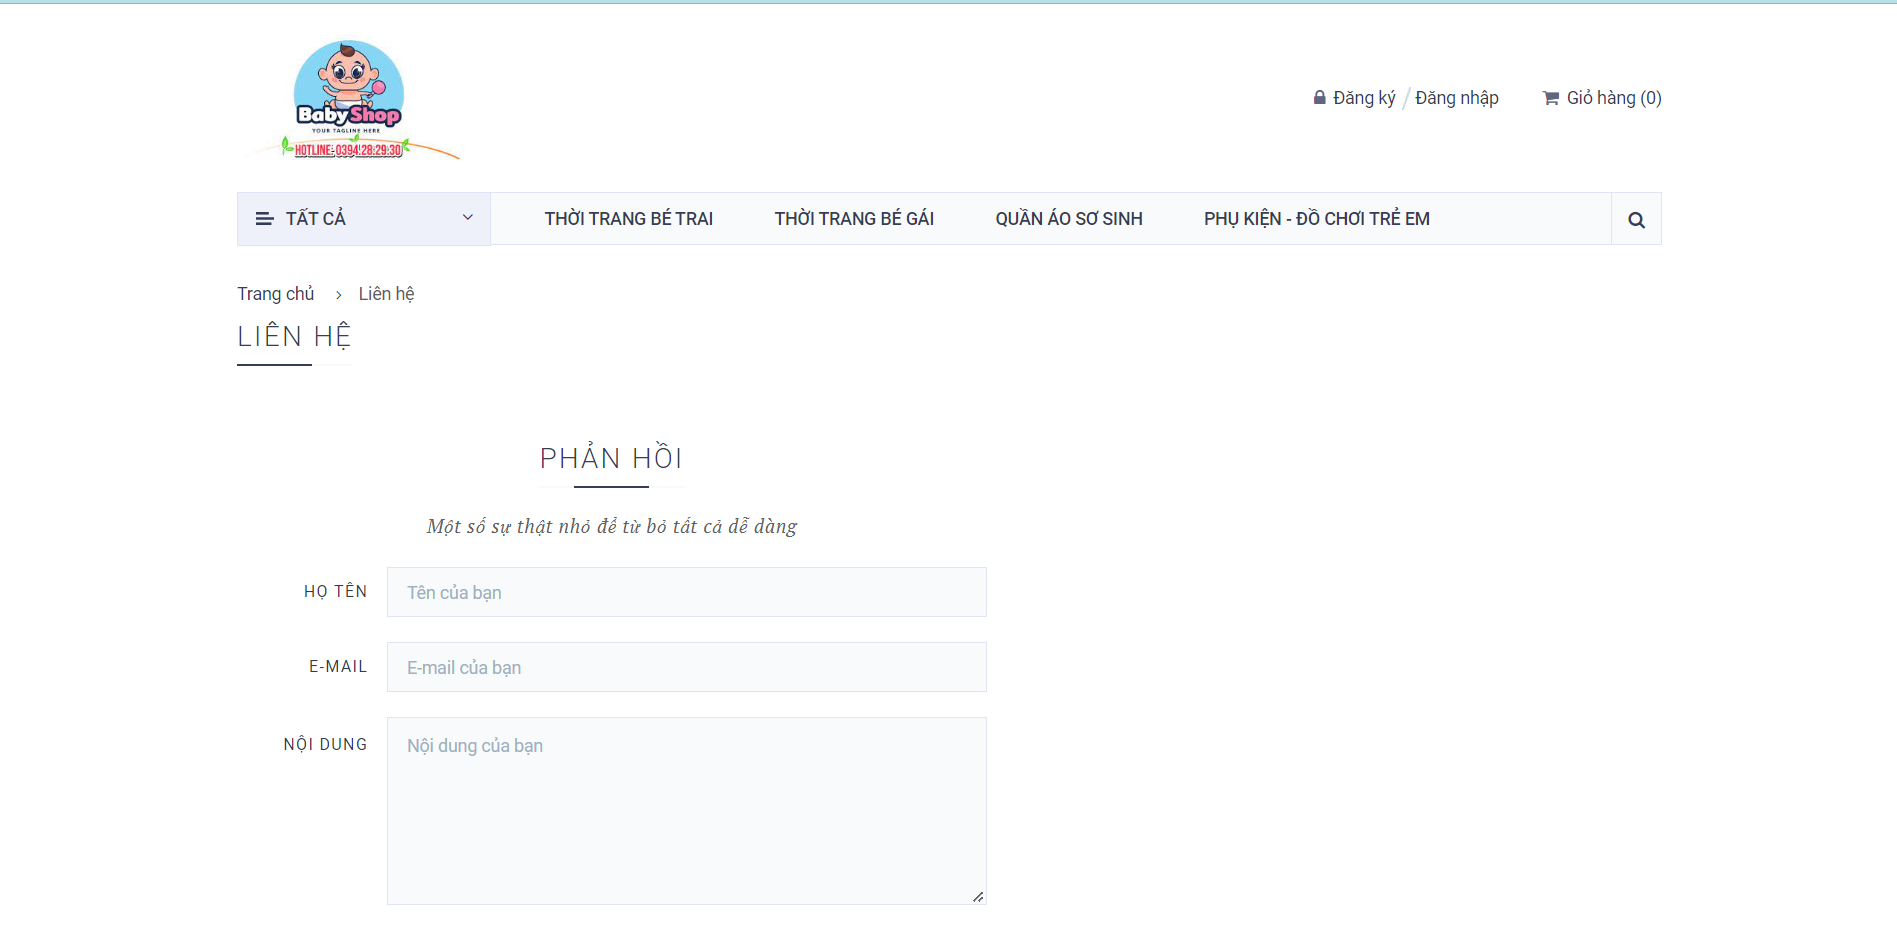 BabyShop
YOUR TAGLINE HERE
HOTLINE-0394.28.29.30
Đăng ký / Đăng nhập
Giỏ hàng (0)
TẤT CẢ
THỜI TRANG BÉ TRAI
THỜI TRANG BÉ GÁI
QUẦN ÁO SƠ SINH
PHỤ KIỆN - ĐỒ CHƠI TRẺ EM
Trang chủ > Liên hệ
LIÊN HỆ
PHẢN HỒI
Một số sự thật nhỏ để từ bỏ tất cả dễ dàng
HỌ TÊN
Tên của bạn
E-MAIL
E-mail của bạn
NỘI DUNG
Nội dung của bạn